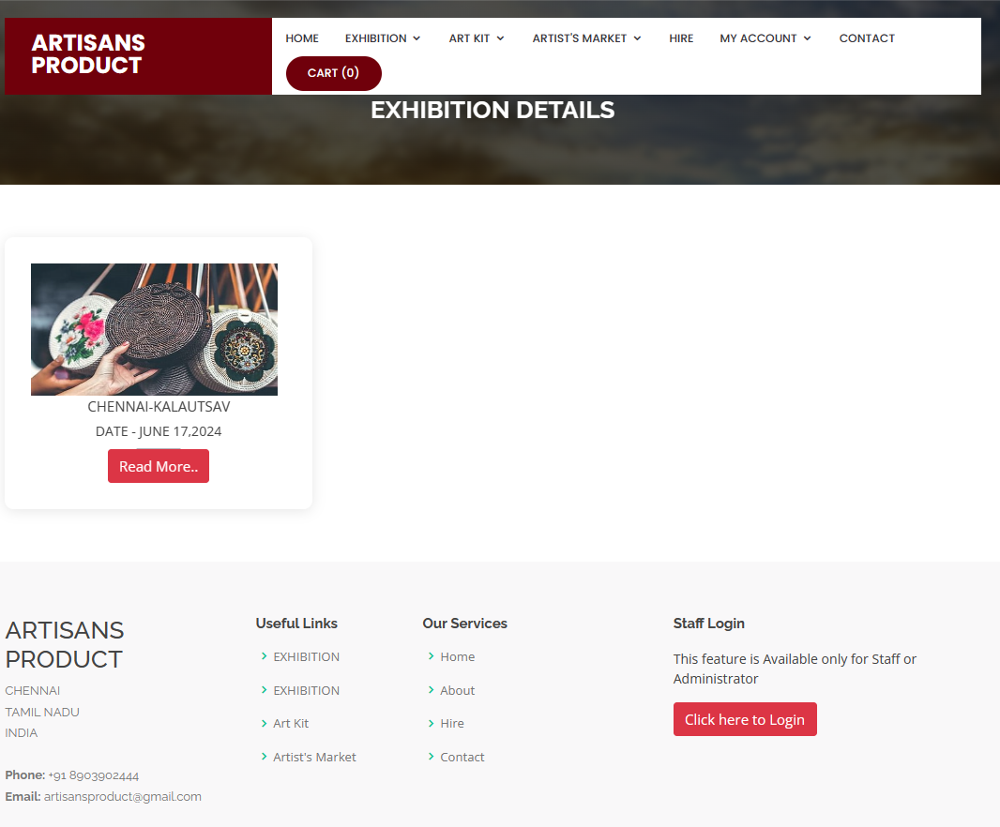 ARTISANS
PRODUCT
HOME
EXHIBITION
ART KIT
ARTIST'S MARKET
HIRE
MY ACCOUNT
CONTACT
CART (0)
EXHIBITION DETAILS
CHENNAI-KALAUTSAV
DATE - JUNE 17,2024
Read More..
ARTISANS
PRODUCT
CHENNAI
TAMIL NADU
INDIA
Phone: +91 8903902444
Email: artisansproduct@gmail.com
Useful Links
EXHIBITION
EXHIBITION
Art Kit
Artist's Market
Our Services
Home
About
Hire
Contact
Staff Login
This feature is Available only for Staff or
Administrator
Click here to Login